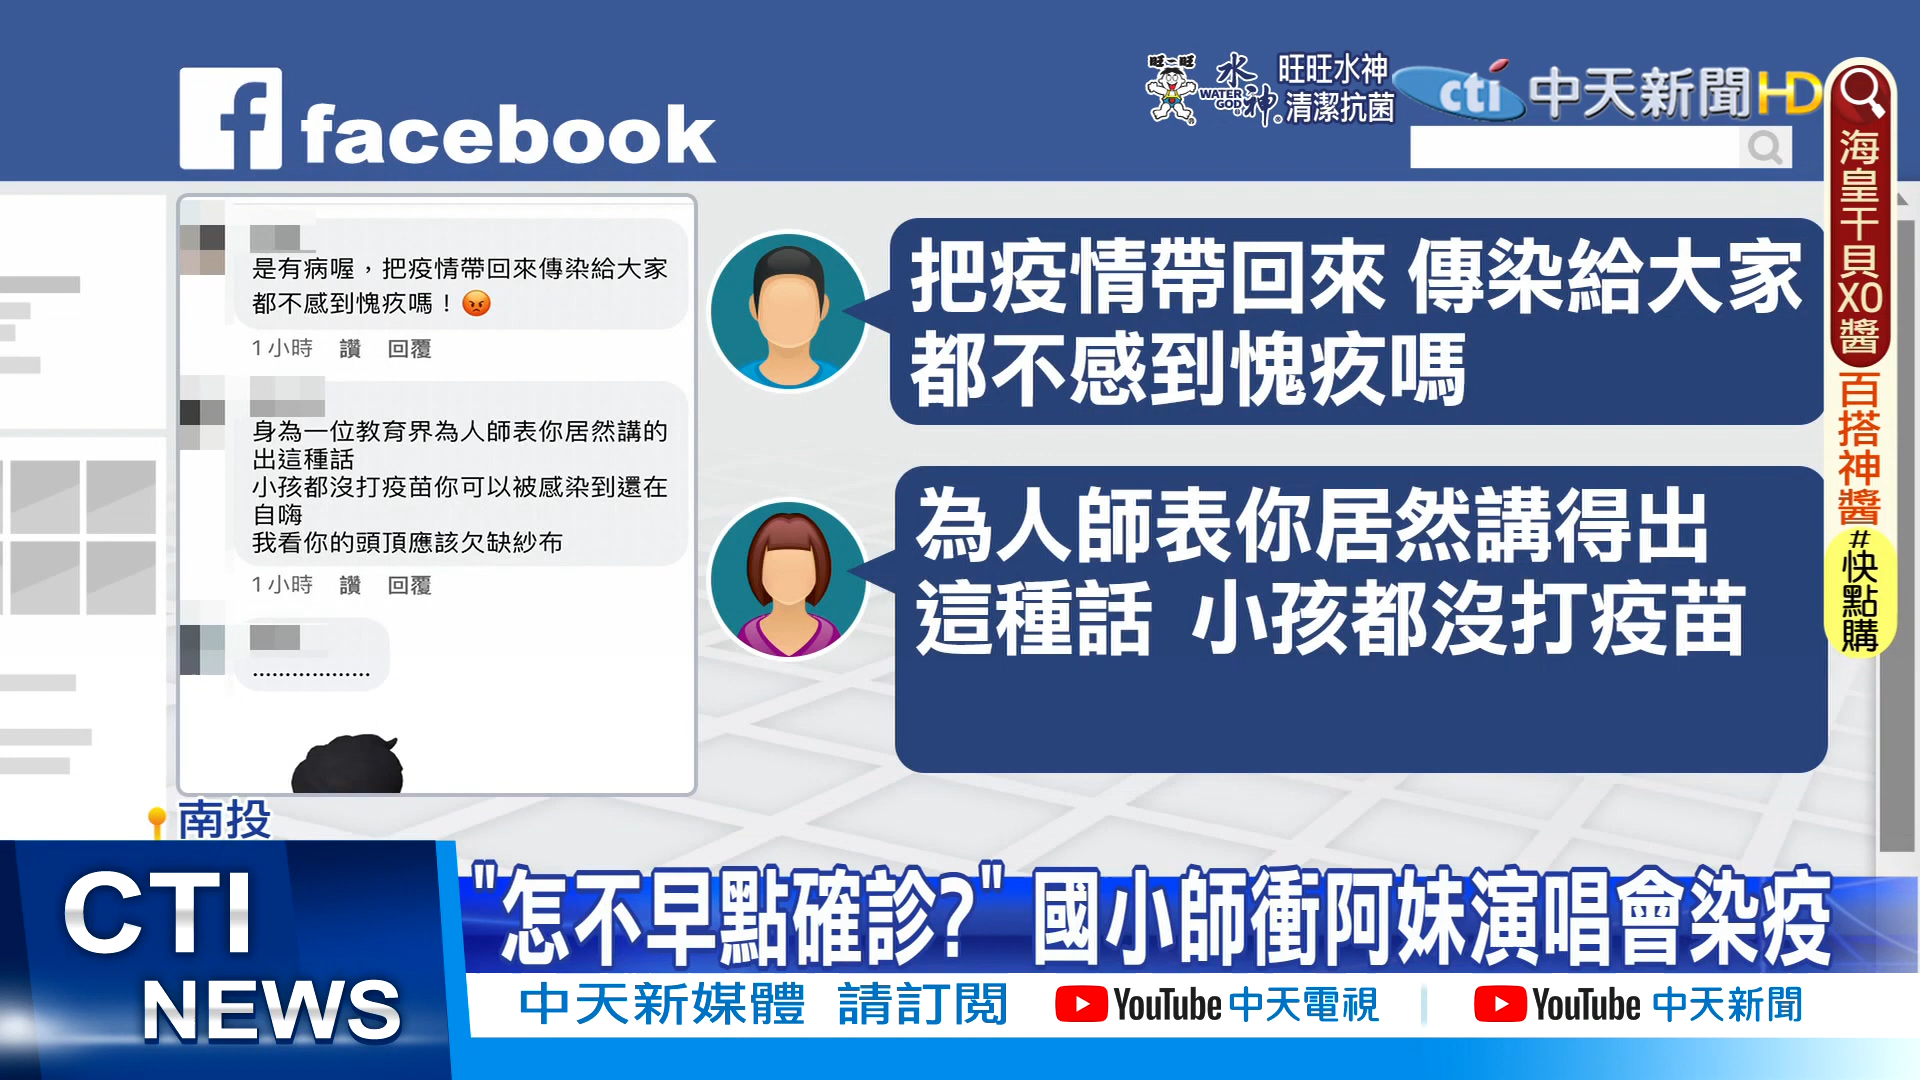 facebook
旺旺
水神
WATER GOD
旺旺水神
清潔抗菌
cti 中天新聞HD
海皇干貝XO醬
百搭神醬
#快點購
是有病喔，把疫情帶回來傳染給大家
都不感到愧疚嗎！😡
1 小時 讚 回覆
身為一位教育界為人師表你居然講的
出這種話
小孩都沒打疫苗你可以被感染到還在
自嗨
我看你的頭頂應該欠缺紗布
1 小時 讚 回覆
..................
把疫情帶回來 傳染給大家
都不感到愧疚嗎
為人師表你居然講得出
這種話 小孩都沒打疫苗
南投
CTI
NEWS
"怎不早點確診?" 國小師衝阿妹演唱會染疫
中天新媒體 請訂閱 YouTube 中天電視 | YouTube 中天新聞